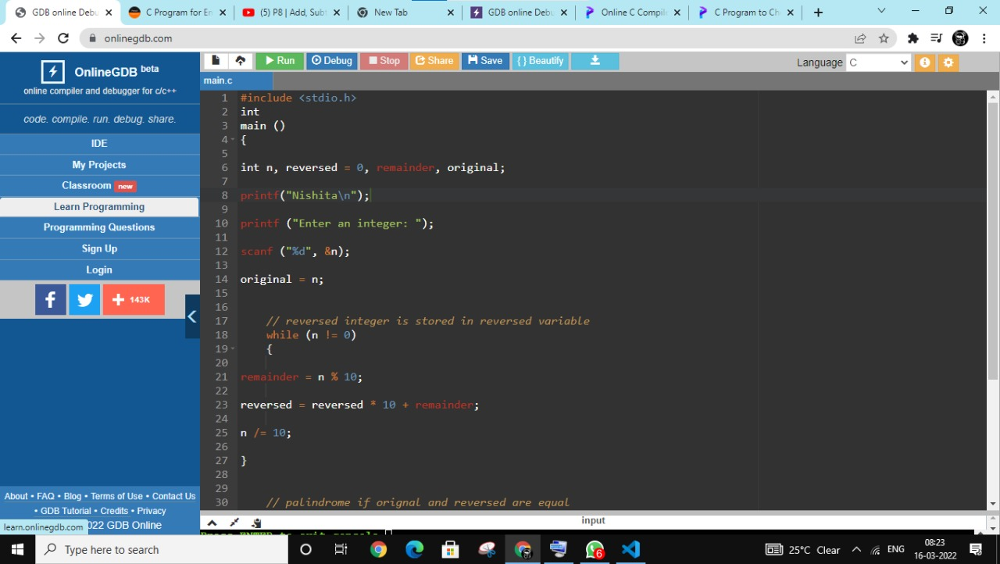 GDB online Debu
C Program for En
(5) P8 | Add, Subt
New Tab
GDB online Debu
Online C Compile
C Program to Ch
onlinegdb.com
OnlineGDB beta
online compiler and debugger for c/c++
code. compile. run. debug. share.
IDE
My Projects
Classroom new
Learn Programming
Programming Questions
Sign Up
Login
143K
About • FAQ • Blog • Terms of Use • Contact Us
• GDB Tutorial • Credits • Privacy
2022 GDB Online
learn.onlinegdb.com
Run
Debug
Stop
Share
Save
{ } Beautify
Language C
main.c
1 #include <stdio.h>
2 int
3 main ()
4 {
5
6 int n, reversed = 0, remainder, original;
7
8 printf("Nishita\n");
9
10 printf ("Enter an integer: ");
11
12 scanf ("%d", &n);
13
14 original = n;
15
16
17 // reversed integer is stored in reversed variable
18 while (n != 0)
19 {
20
21 remainder = n % 10;
22
23 reversed = reversed * 10 + remainder;
24
25 n /= 10;
26
27 }
28
29
30 // palindrome if orignal and reversed are equal
input
Press ENTER to exit console.
Type here to search
6
25°C Clear
ENG
08:23
16-03-2022